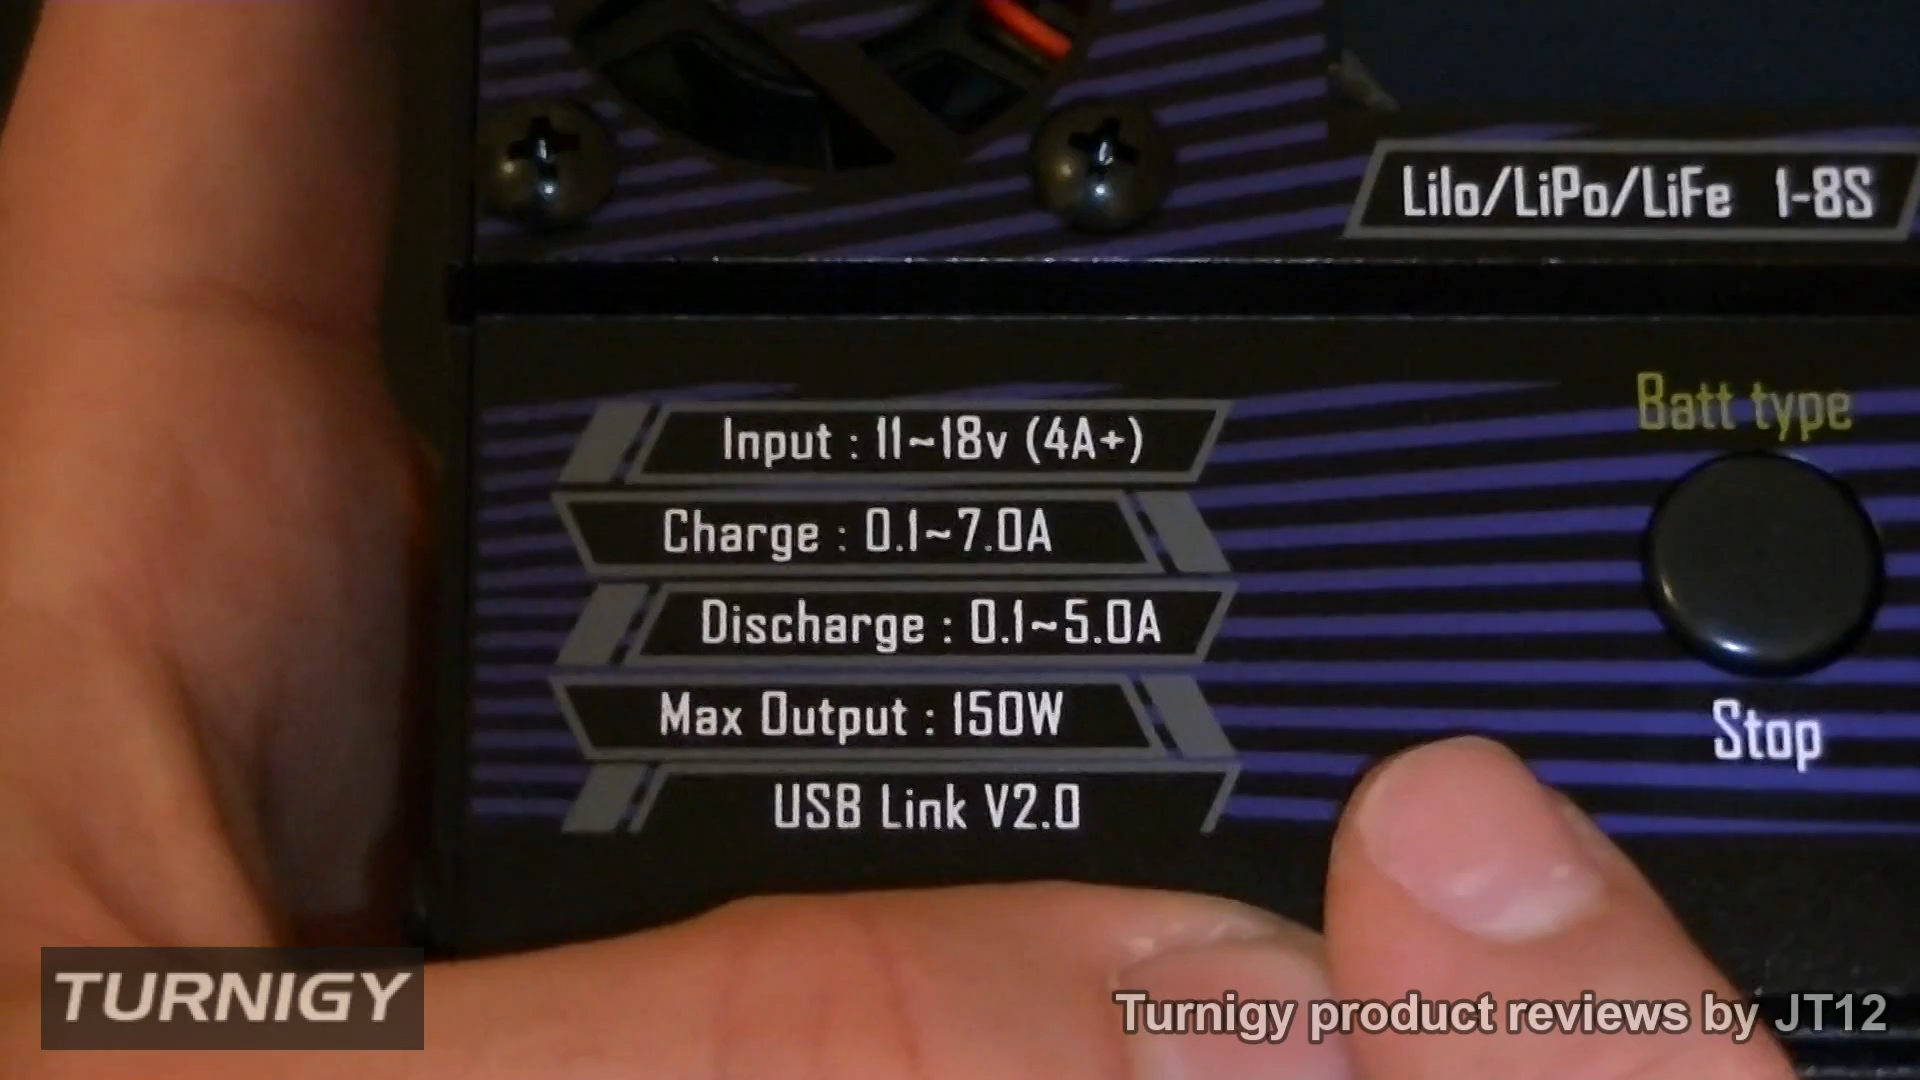 LiIo/LiPo/LiFe 1-8S
Batt type
Input : 11~18v (4A+)
Charge : 0.1~7.0A
Discharge : 0.1~5.0A
Max Output : 150W
Stop
USB Link V2.0
TURNIGY
Turnigy product reviews by JT12